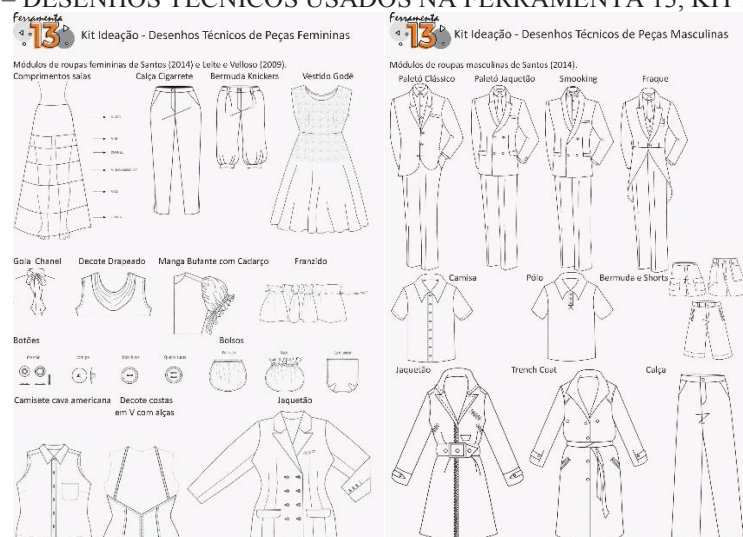 – DESENHOS TÉCNICOS USADOS NA FERRAMENTA 13, KIT
Ferramenta
13
Kit Ideação - Desenhos Técnicos de Peças Femininas
Módulos de roupas femininas de Santos (2014) e Leite e Velloso (2009).
Comprimentos saias
Calça Cigarrete
Bermuda Knickers
Vestido Godê
Gola Chanel
Decote Drapeado
Manga Bufante com Cadarço
Franzido
Botões
Bolsos
Camisete cava americana
Decote costas
em V com alças
Jaquetão
Ferramenta
13
Kit Ideação - Desenhos Técnicos de Peças Masculinas
Módulos de roupas masculinas de Santos (2014).
Paletó Clássico
Paletó Jaquetão
Smooking
Fraque
Camisa
Pólo
Bermuda e Shorts
Jaquetão
Trench Coat
Calça